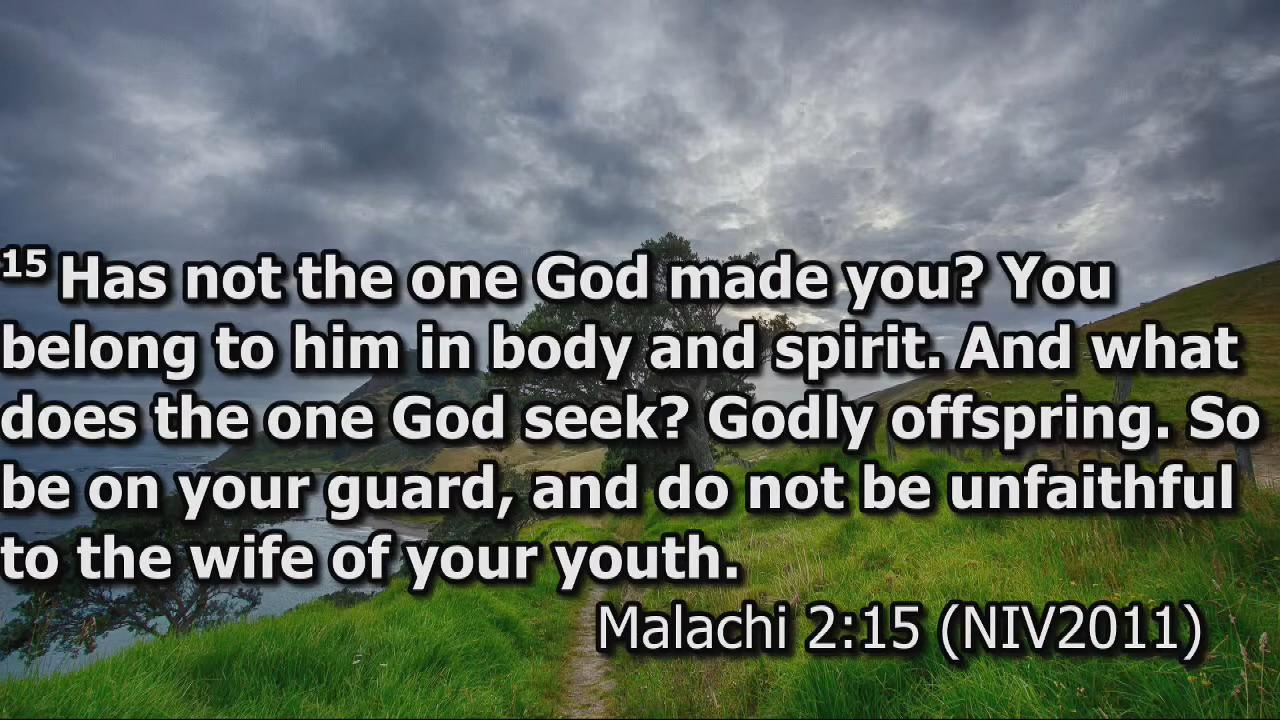 15 Has not the one God made you? You
belong to him in body and spirit. And what
does the one God seek? Godly offspring. So
be on your guard, and do not be unfaithful
to the wife of your youth.
Malachi 2:15 (NIV2011)